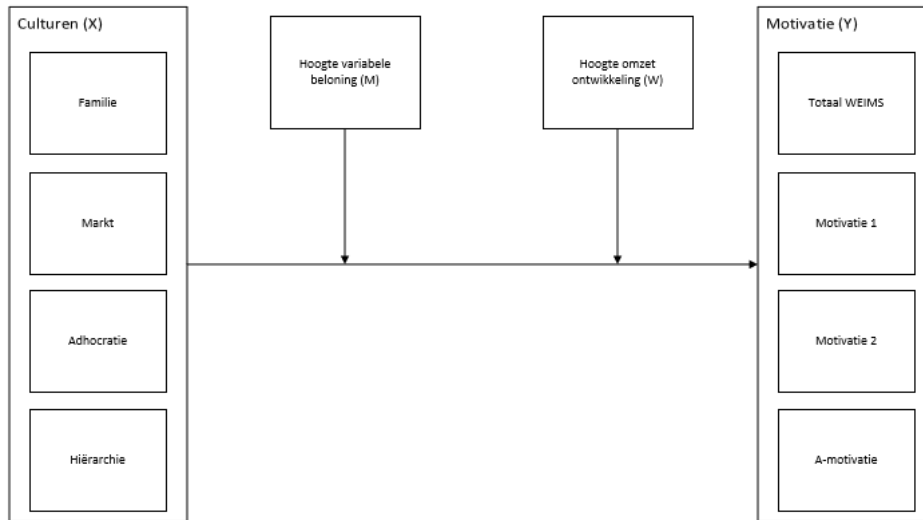 Culturen (X)
Familie
Markt
Adhocratie
Hiërarchie
Hoogte variabele
beloning (M)
Hoogte omzet
ontwikkeling (W)
Motivatie (Y)
Totaal WEIMS
Motivatie 1
Motivatie 2
A-motivatie